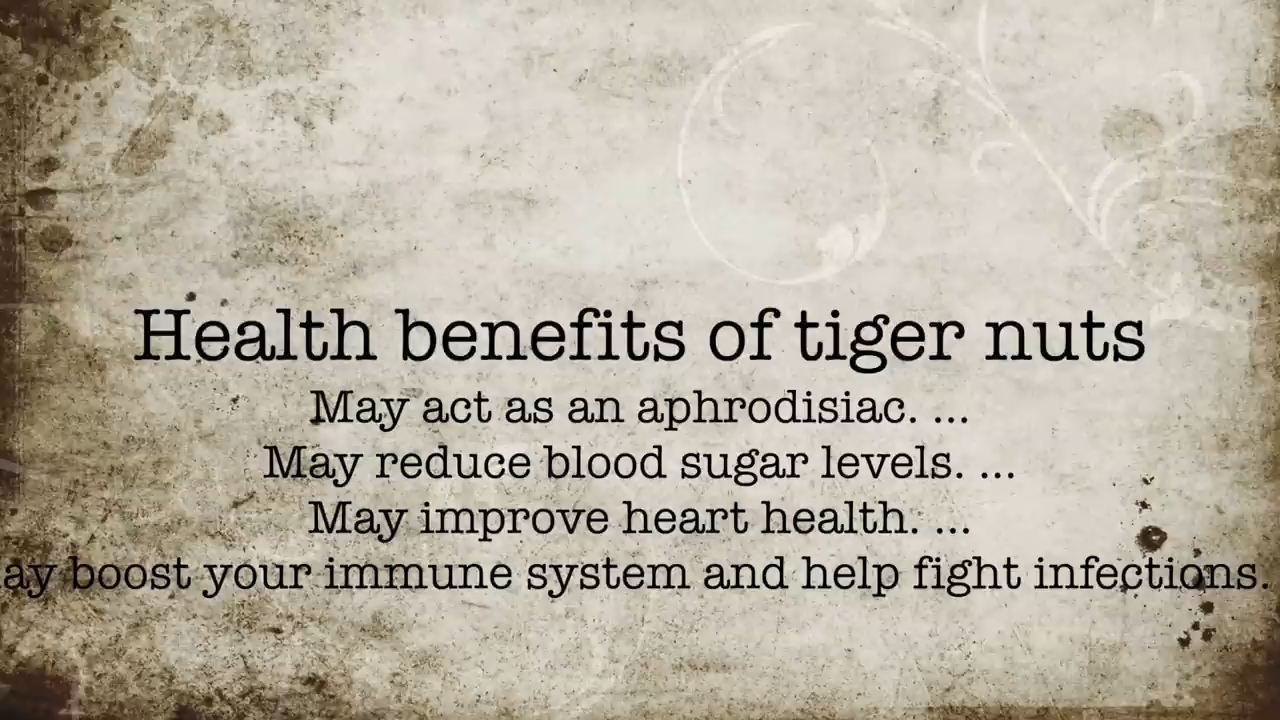 Health benefits of tiger nuts
May act as an aphrodisiac. ...
May reduce blood sugar levels. ...
May improve heart health. ...
ay boost your immune system and help fight infections.